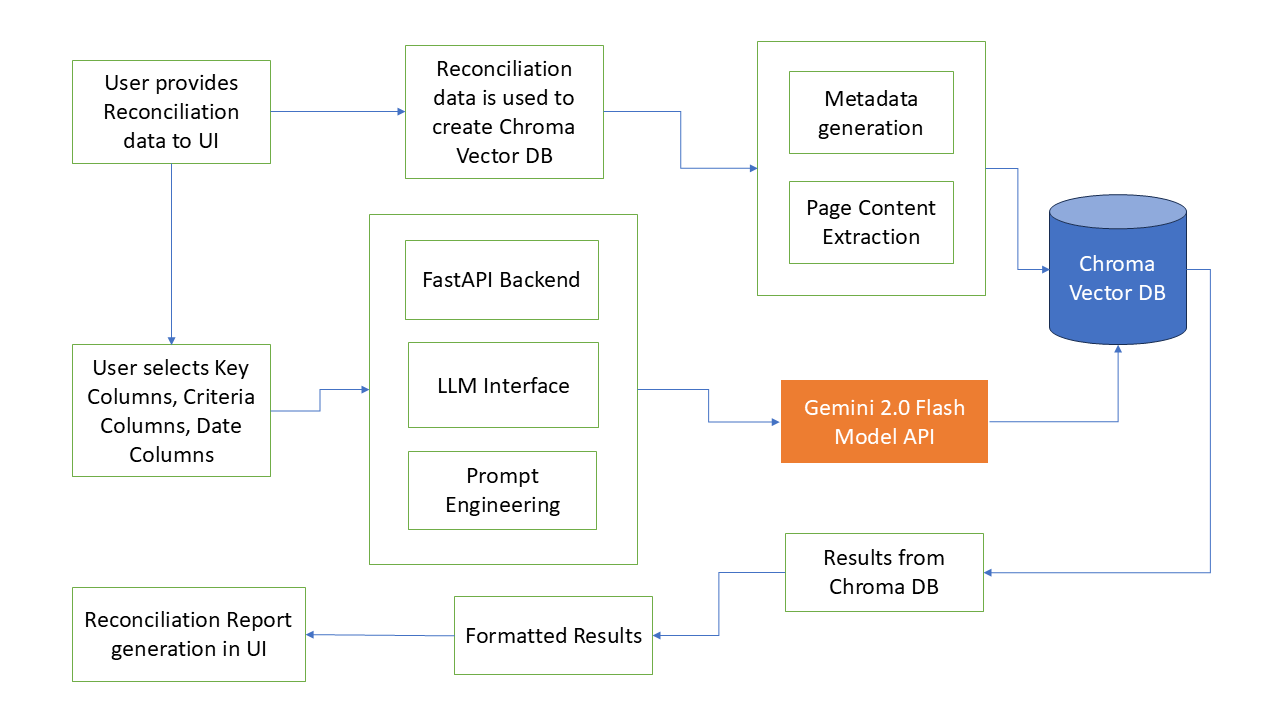 User provides
Reconciliation
data to UI
Reconciliation
data is used to
create Chroma
Vector DB
Metadada
generation
Page Content
Extraction
Chroma
Vector DB
FastAPI Backend
LLM Interface
Prompt
Engineering
User selects Key
Columns, Criteria
Columns, Date
Columns
Gemini 2.0 Flash
Model API
Results from
Chroma DB
Formatted Results
Reconciliation Report
generation in UI